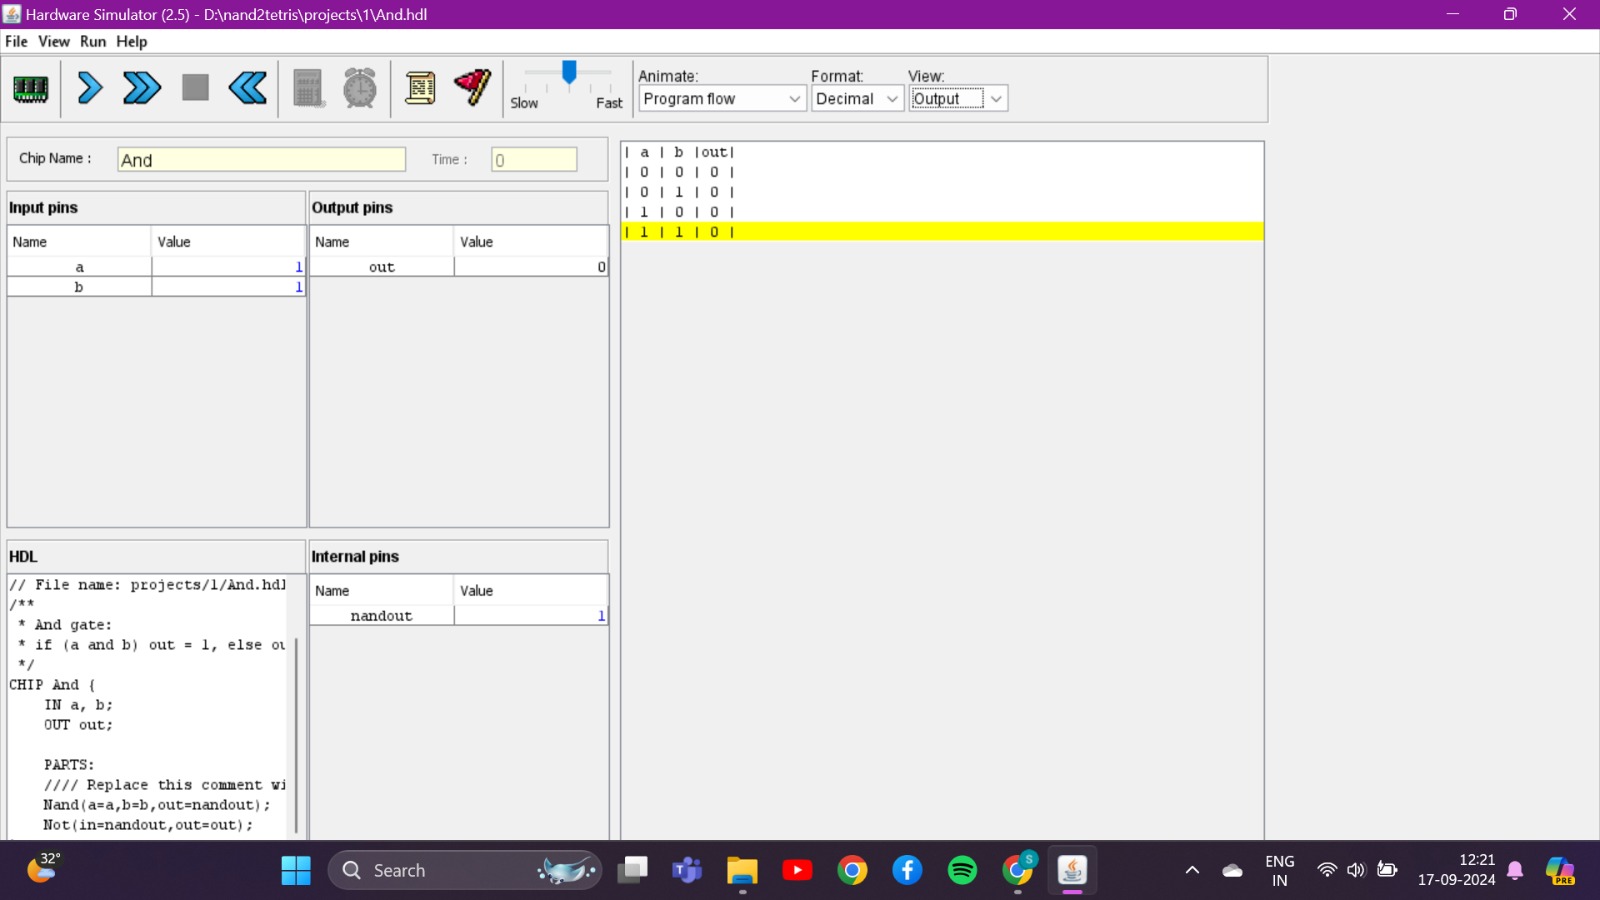 Hardware Simulator (2.5) - D:\nand2tetris\projects\1\And.hdl
File View Run Help
Slow Fast
Animate: Format: View:
Program flow Decimal Output
Chip Name : And Time : 0
Input pins
Name Value
a 1
b 1
Output pins
Name Value
out 0
| a | b |out|
| 0 | 0 | 0 |
| 0 | 1 | 0 |
| 1 | 0 | 0 |
| 1 | 1 | 0 |
HDL
// File name: projects/1/And.hdl
/**
* And gate:
* if (a and b) out = 1, else ou
*/
CHIP And {
IN a, b;
OUT out;
PARTS:
//// Replace this comment wi
Nand(a=a,b=b,out=nandout);
Not(in=nandout,out=out);
Internal pins
Name Value
nandout 1
32°
Search
S
ENG
IN
12:21
17-09-2024
PRE